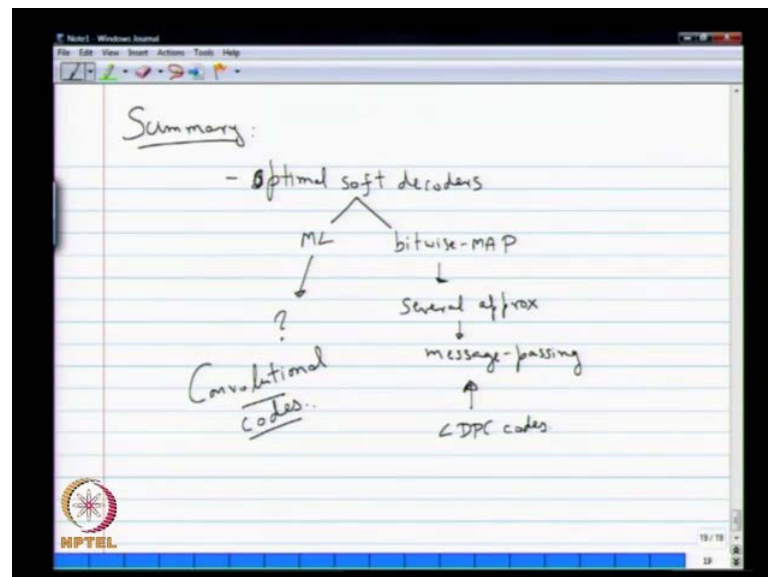 Note1 - Windows Journal
File Edit View Insert Actions Tools Help
Summary:
- Optimal soft decoders
ML bitwise-MAP
? several approx
message-passing
Convolutional
codes..
LDPC codes.
NPTEL
19 / 19
19